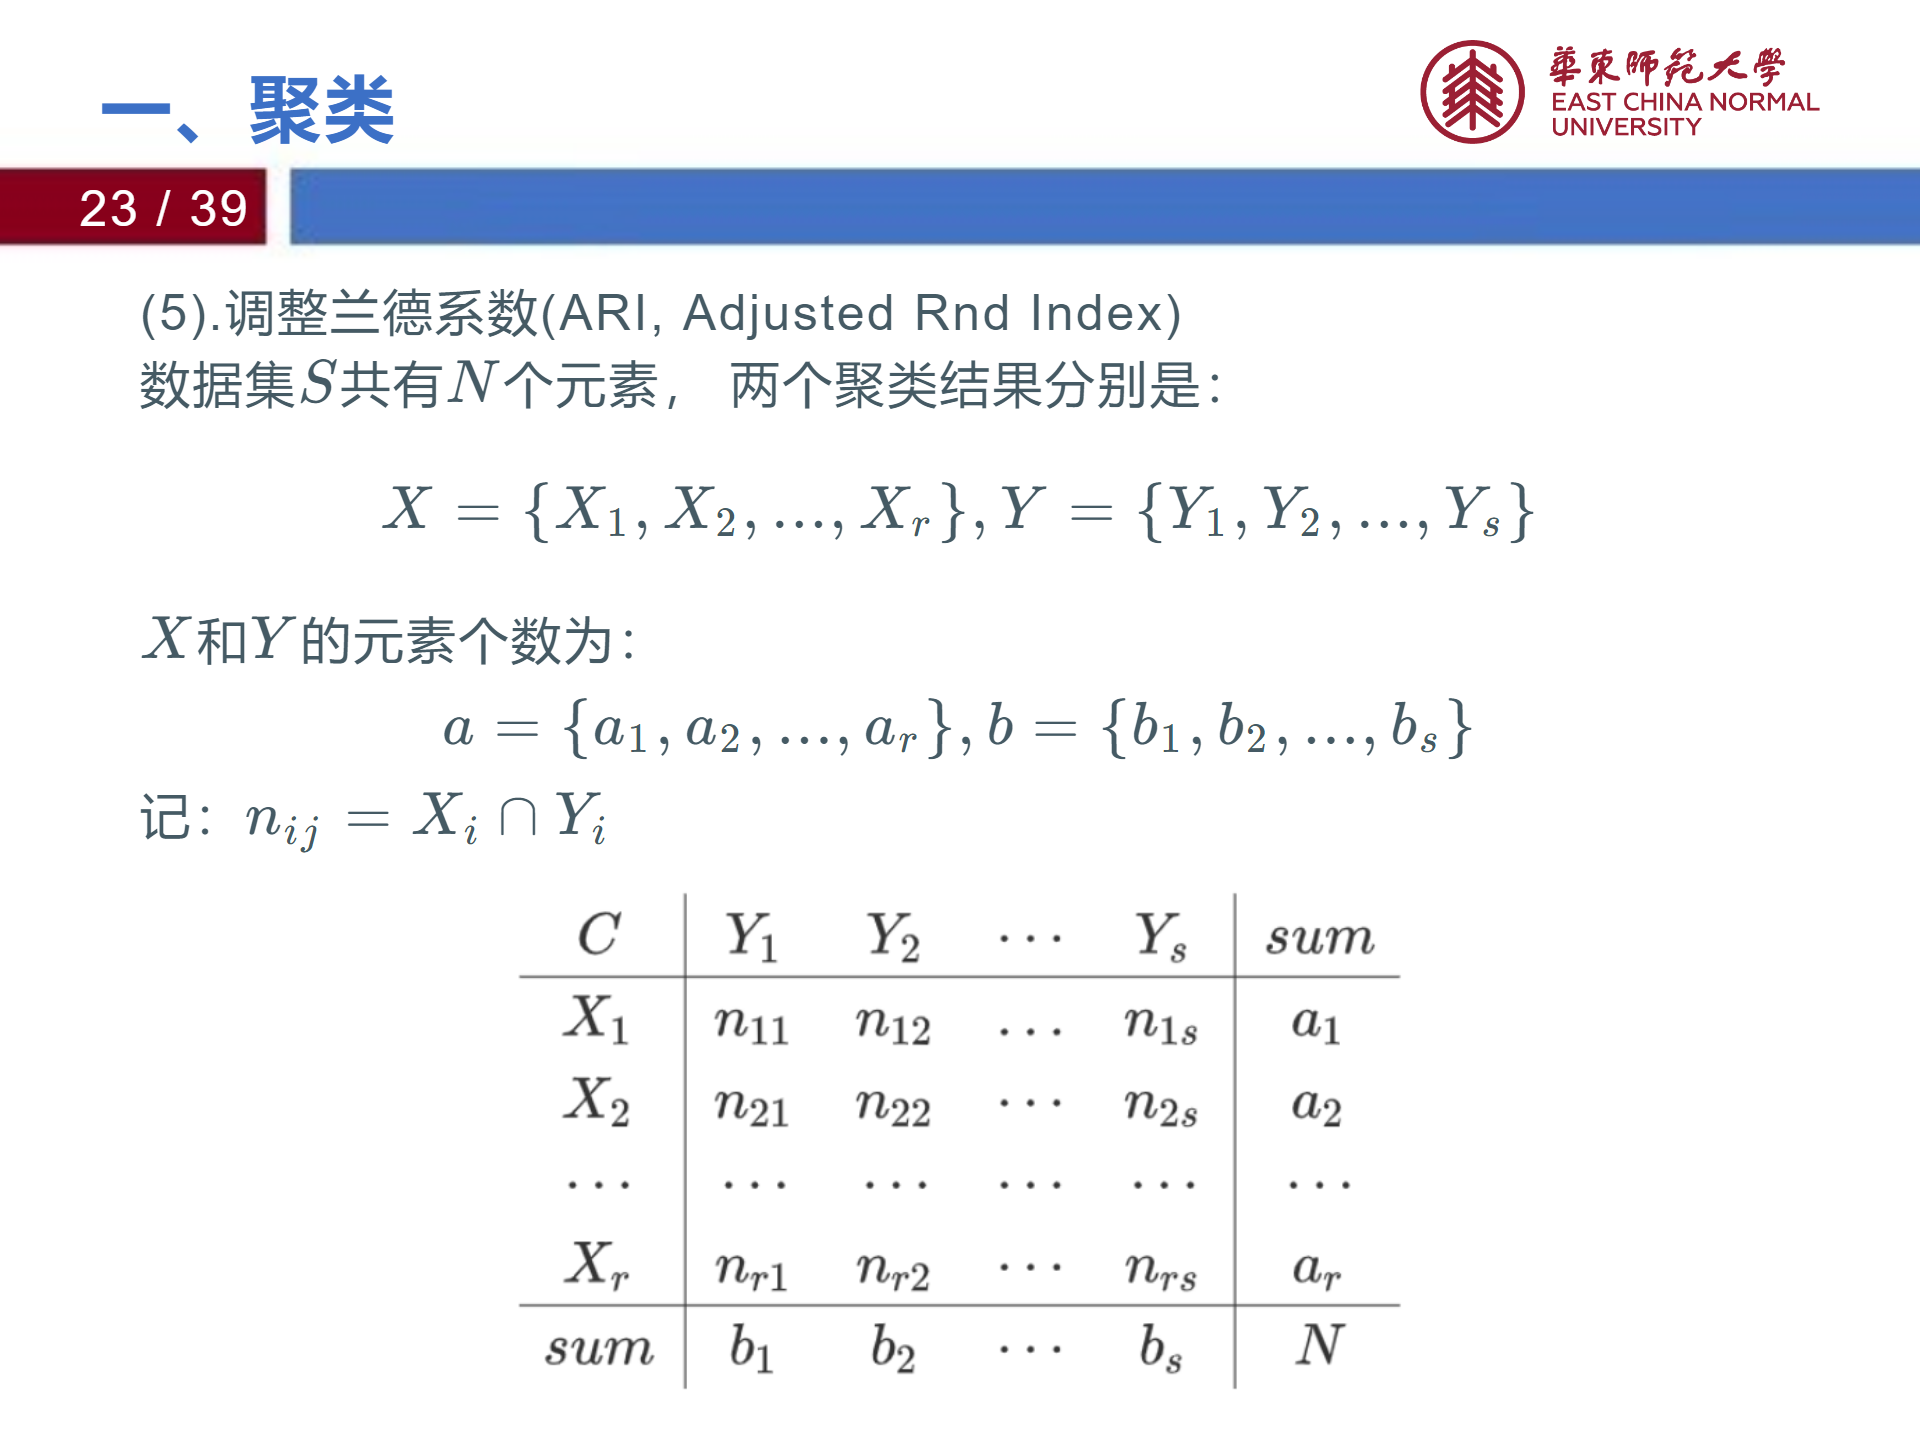 一、聚类
華東師範大學
EAST CHINA NORMAL
UNIVERSITY
23 / 39
(5).调整兰德系数(ARI, Adjusted Rnd Index)
数据集S共有N个元素， 两个聚类结果分别是：
X = {X₁, X₂, ..., Xᵣ}, Y = {Y₁, Y₂, ..., Yₛ}
X和Y的元素个数为：
a = {a₁, a₂, ..., aᵣ}, b = {b₁, b₂, ..., bₛ}
记：nᵢⱼ = Xᵢ ∩ Yᵢ
C Y₁ Y₂ ⋯ Yₛ sum
X₁ n₁₁ n₁₂ ... n₁ₛ a₁
X₂ n₂₁ n₂₂ ⋯ n₂ₛ a₂
⋯ ⋯ ⋯ ⋯ ⋯ ⋯
Xᵣ nᵣ₁ nᵣ₂ ⋯ nᵣₛ aᵣ
sum b₁ b₂ ⋯ bₛ N